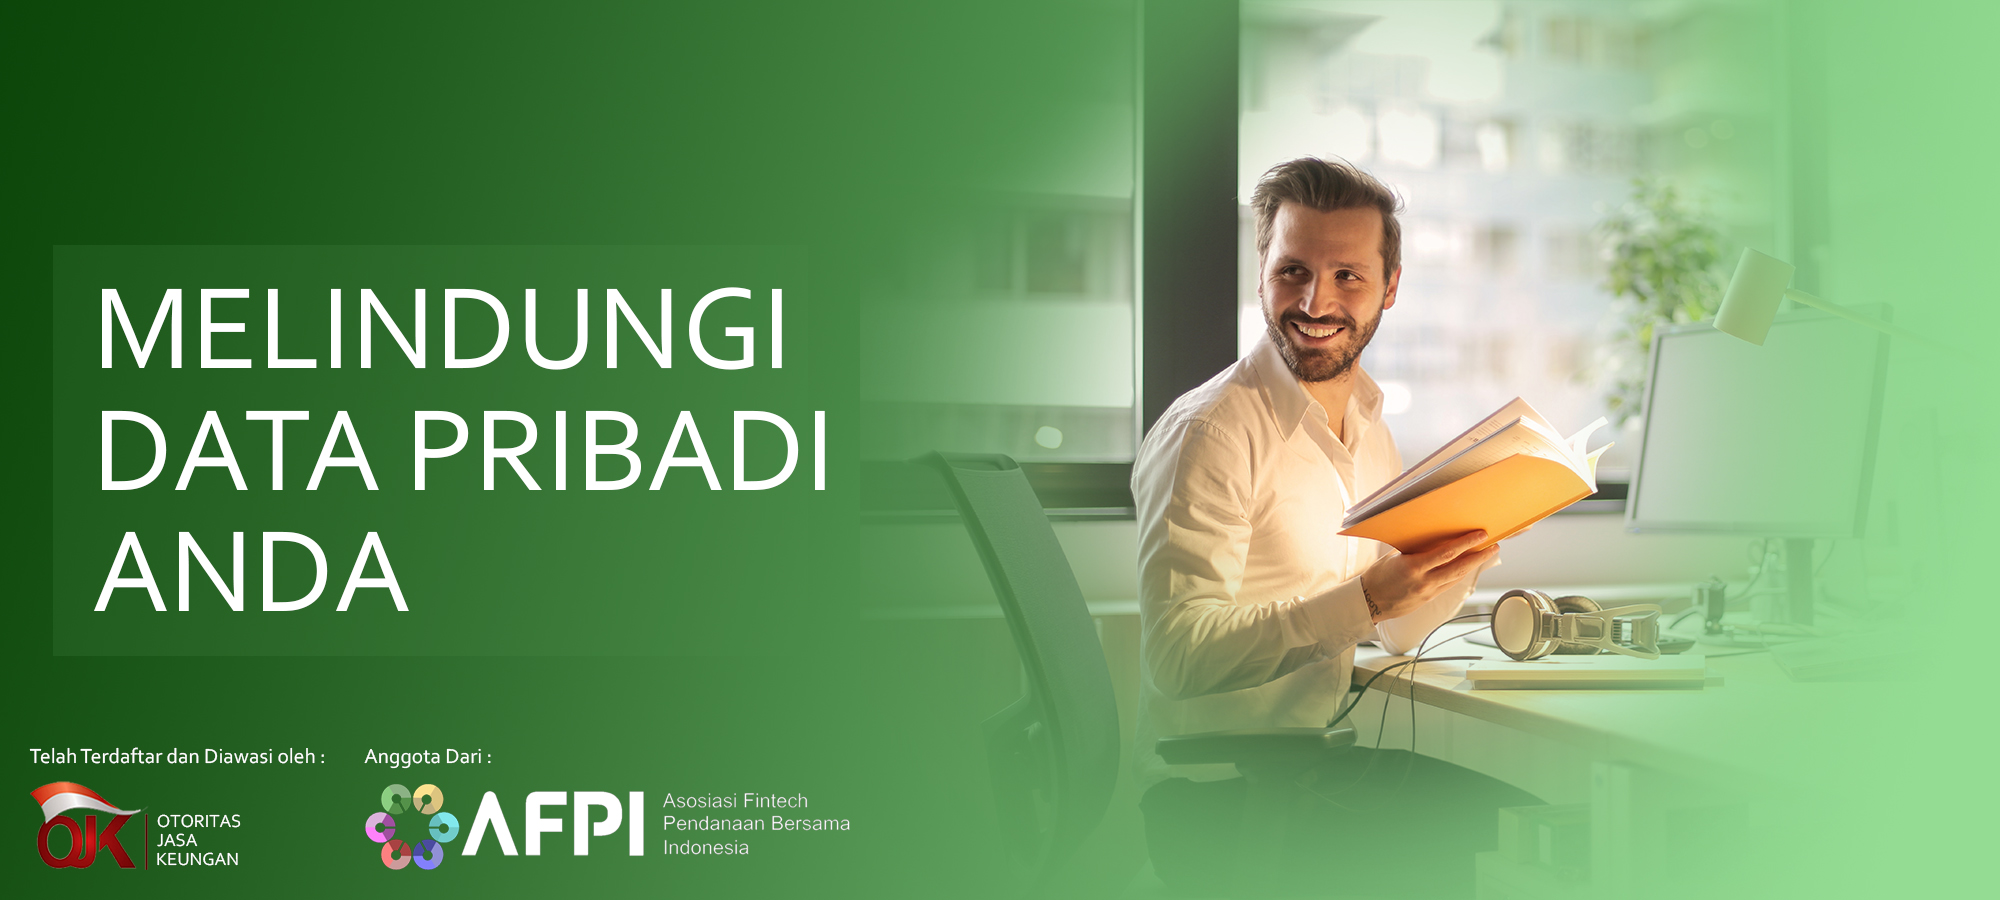 MELINDUNGI
DATA PRIBADI
ANDA
Telah Terdaftar dan Diawasi oleh :
OJK
OTORITAS
JASA
KEUNGAN
Anggota Dari :
AFPI
Asosiasi Fintech
Pendanaan Bersama
Indonesia